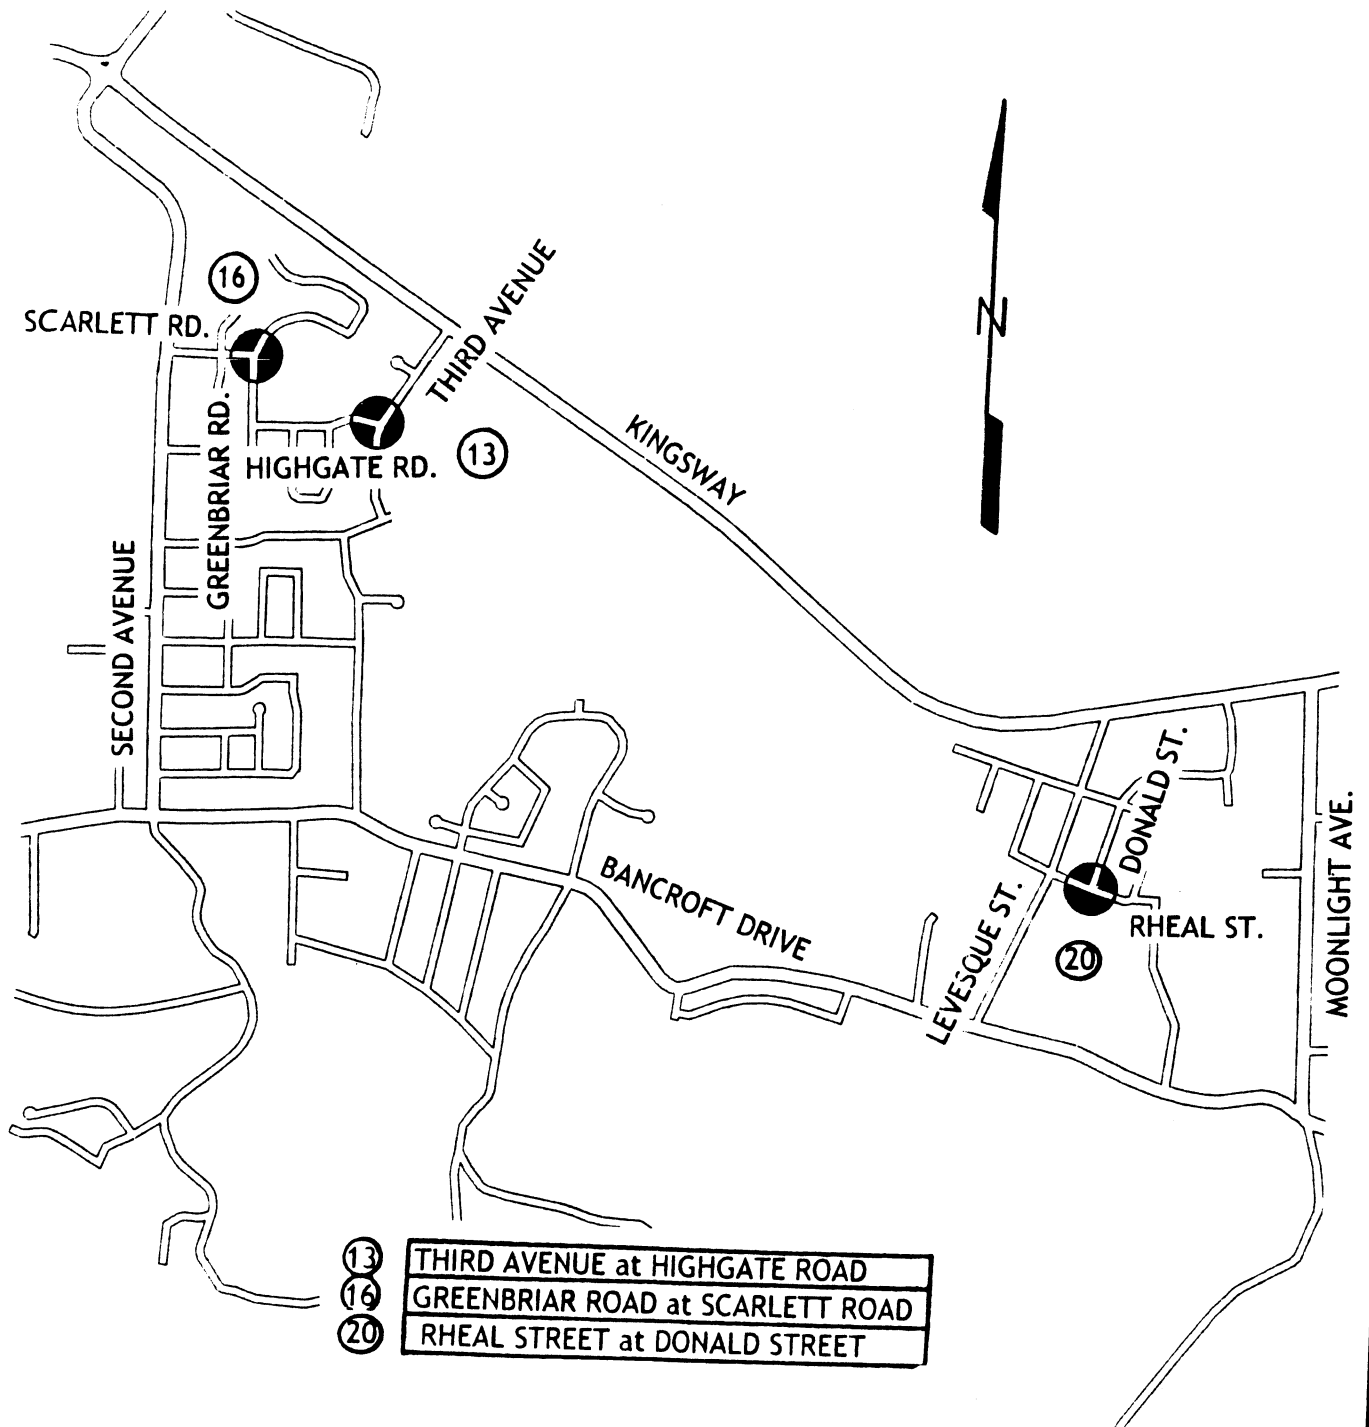 16
SCARLETT RD.
THIRD AVENUE
GREENBRIAR RD.
HIGHGATE RD.
13
KINGSWAY
N
SECOND AVENUE
DONALD ST.
MOONLIGHT AVE.
BANCROFT DRIVE
LEVESQUE ST.
RHEAL ST.
20
13 THIRD AVENUE at HIGHGATE ROAD
16 GREENBRIAR ROAD at SCARLETT ROAD
20 RHEAL STREET at DONALD STREET